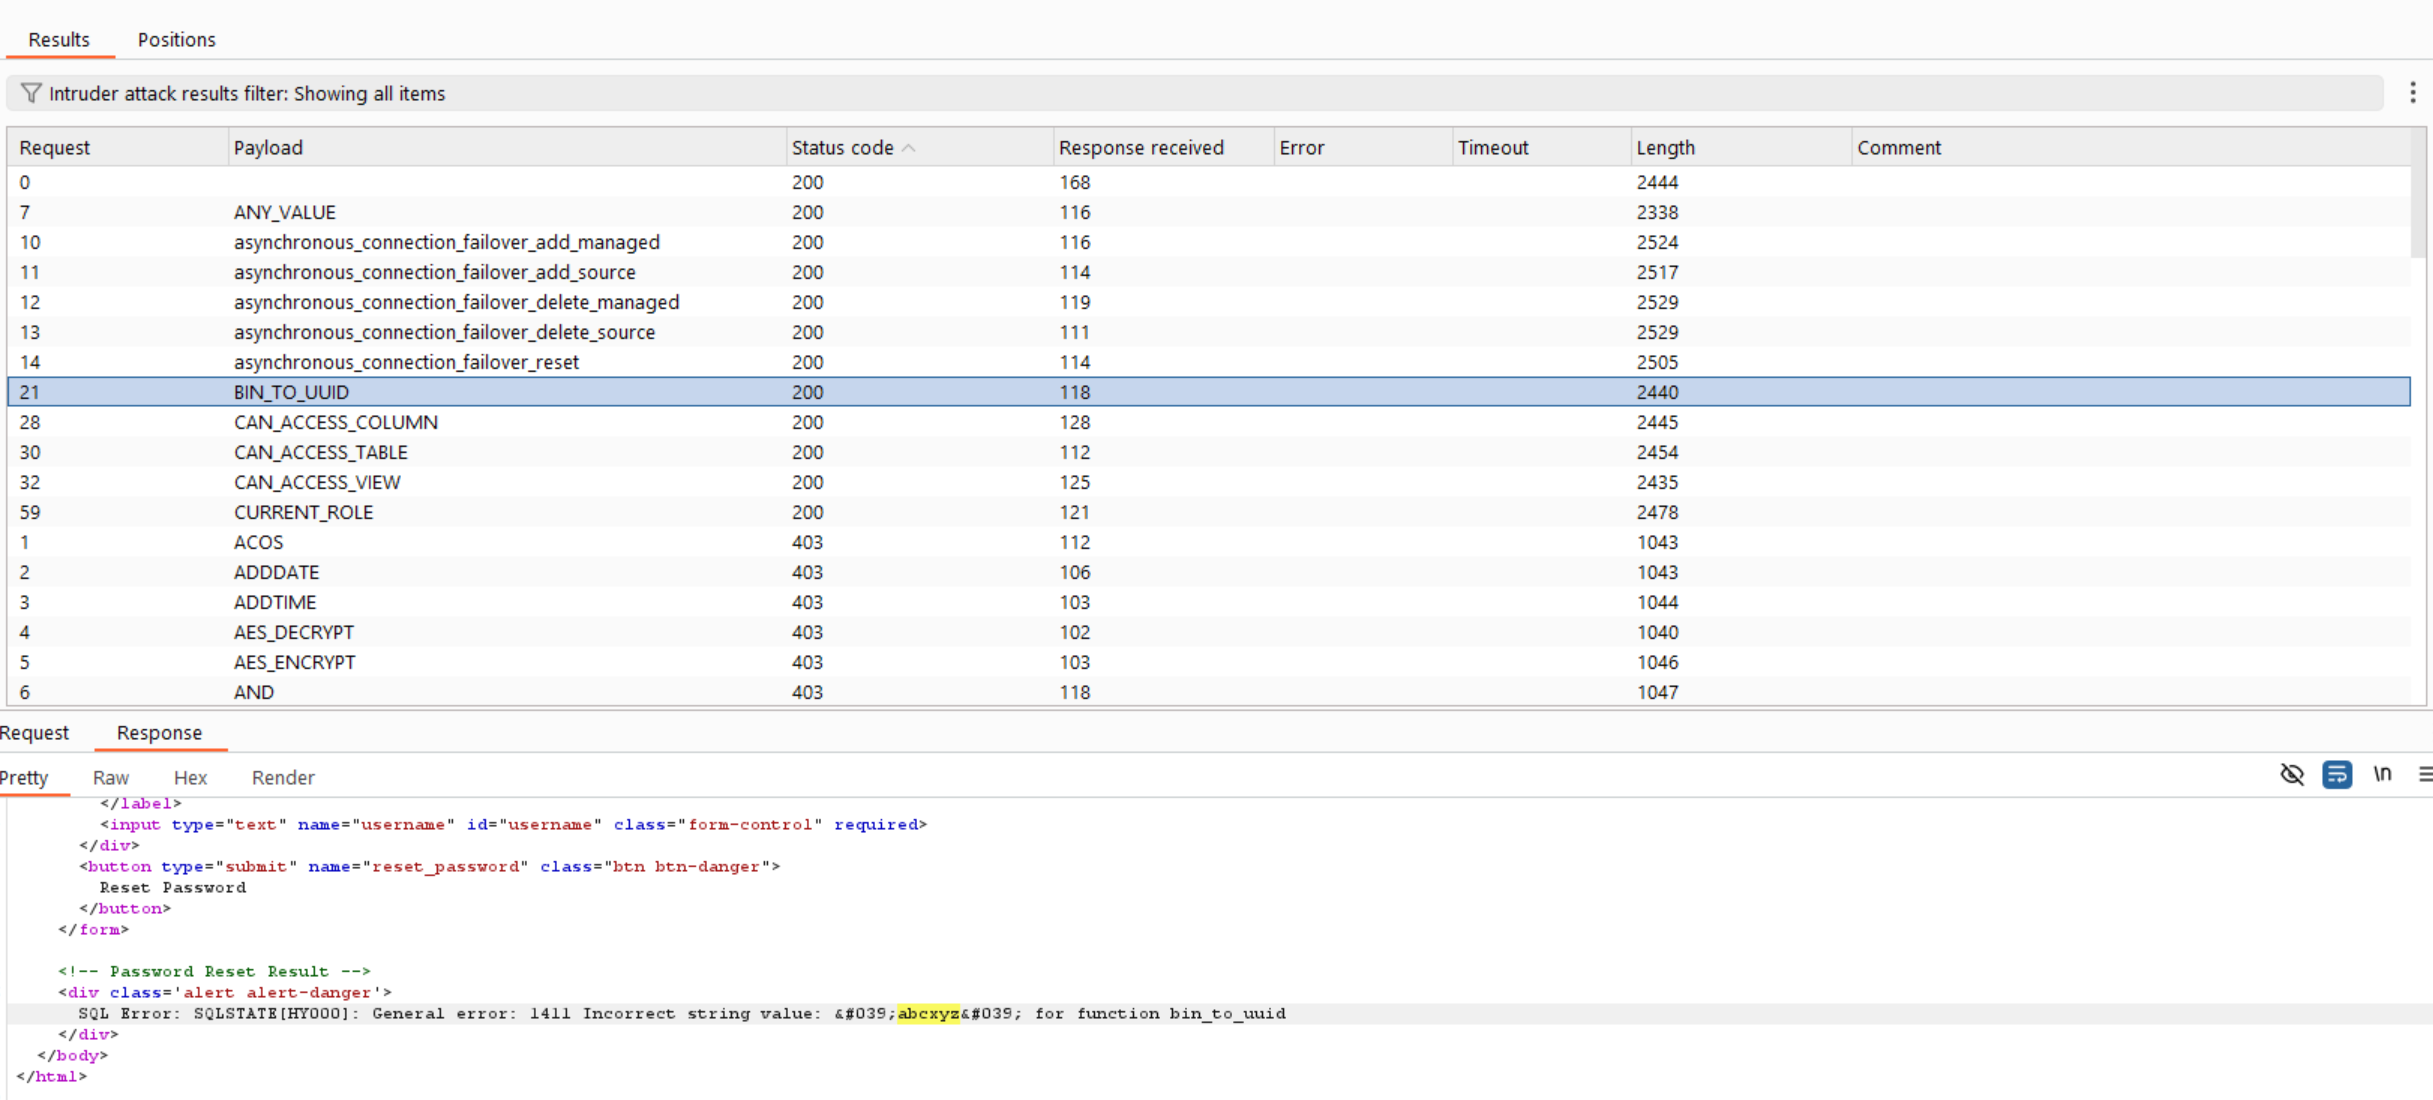 Results Positions
Intruder attack results filter: Showing all items
Request Payload Status code Response received Error Timeout Length Comment
0 200 168 2444
7 ANY_VALUE 200 116 2338
10 asynchronous_connection_failover_add_managed 200 116 2524
11 asynchronous_connection_failover_add_source 200 114 2517
12 asynchronous_connection_failover_delete_managed 200 119 2529
13 asynchronous_connection_failover_delete_source 200 111 2529
14 asynchronous_connection_failover_reset 200 114 2505
21 BIN_TO_UUID 200 118 2440
28 CAN_ACCESS_COLUMN 200 128 2445
30 CAN_ACCESS_TABLE 200 112 2454
32 CAN_ACCESS_VIEW 200 125 2435
59 CURRENT_ROLE 200 121 2478
1 ACOS 403 112 1043
2 ADDDATE 403 106 1043
3 ADDTIME 403 103 1044
4 AES_DECRYPT 403 102 1040
5 AES_ENCRYPT 403 103 1046
6 AND 403 118 1047
Request Response
Pretty Raw Hex Render \n
</label>
<input type="text" name="username" id="username" class="form-control" required>
</div>
<button type="submit" name="reset_password" class="btn btn-danger">
Reset Password
</button>
</form>
<!-- Password Reset Result -->
<div class='alert alert-danger'>
SQL Error: SQLSTATE[HY000]: General error: 1411 Incorrect string value: &#039;abcxyz&#039; for function bin_to_uuid
</div>
</body>
</html>